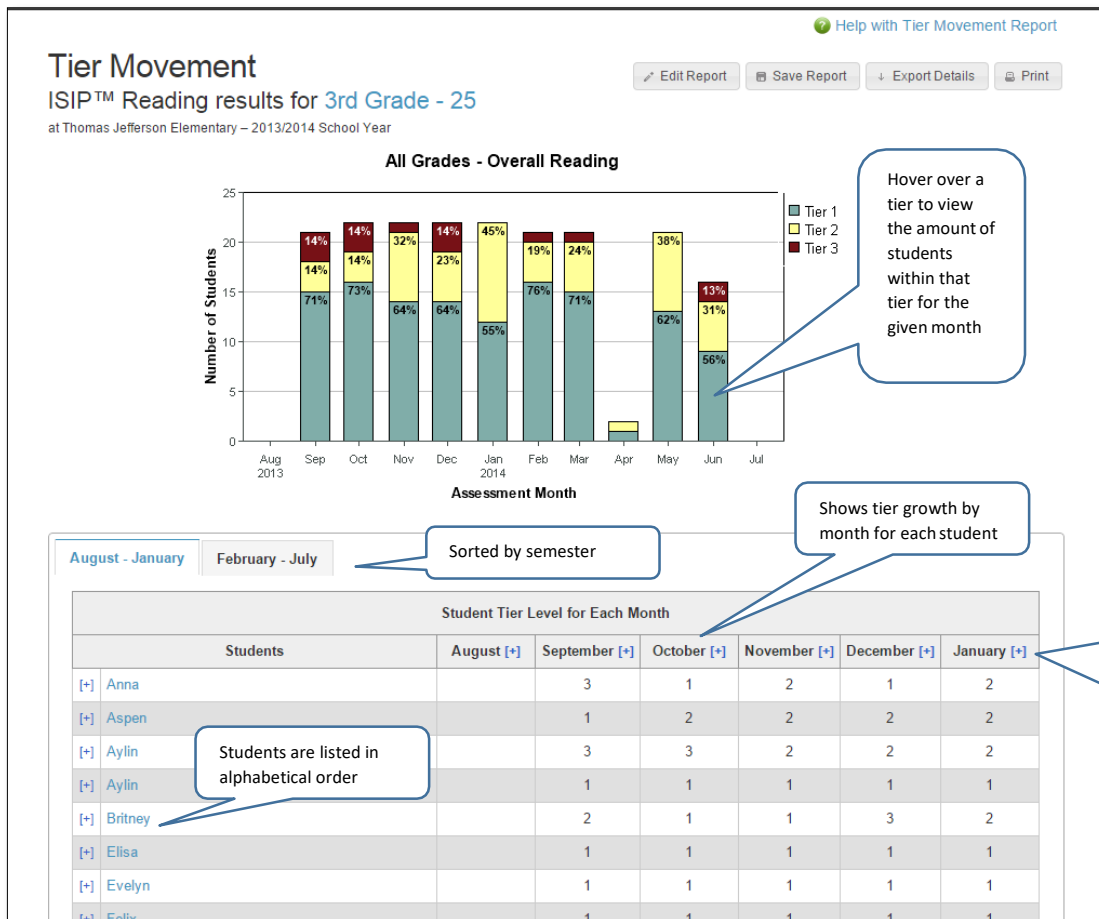 Help with Tier Movement Report
Tier Movement
Edit Report
Save Report
Export Details
Print
ISIP™ Reading results for 3rd Grade - 25
at Thomas Jefferson Elementary – 2013/2014 School Year
All Grades - Overall Reading
Number of Students
25
20
15
10
5
0
71%
14%
14%
73%
14%
14%
64%
32%
64%
23%
14%
55%
45%
76%
19%
71%
24%
62%
38%
56%
31%
13%
Aug 2013
Sep
Oct
Nov
Dec
Jan 2014
Feb
Mar
Apr
May
Jun
Jul
Assessment Month
Tier 1
Tier 2
Tier 3
Hover over a
tier to view
the amount of
students
within that
tier for the
given month
Shows tier growth by
month for each student
Sorted by semester
August - January
February - July
Student Tier Level for Each Month
Students August [+] September [+] October [+] November [+] December [+] January [+]
[+] Anna 3 1 2 1 2
[+] Aspen 1 2 2 2 2
[+] Aylin 3 3 2 2 2
[+] Aylin 1 1 1 1 1
[+] Britney 2 1 1 3 2
[+] Elisa 1 1 1 1 1
[+] Evelyn 1 1 1 1 1
[+] Felix 1 1 1 1 1
Students are listed in
alphabetical order